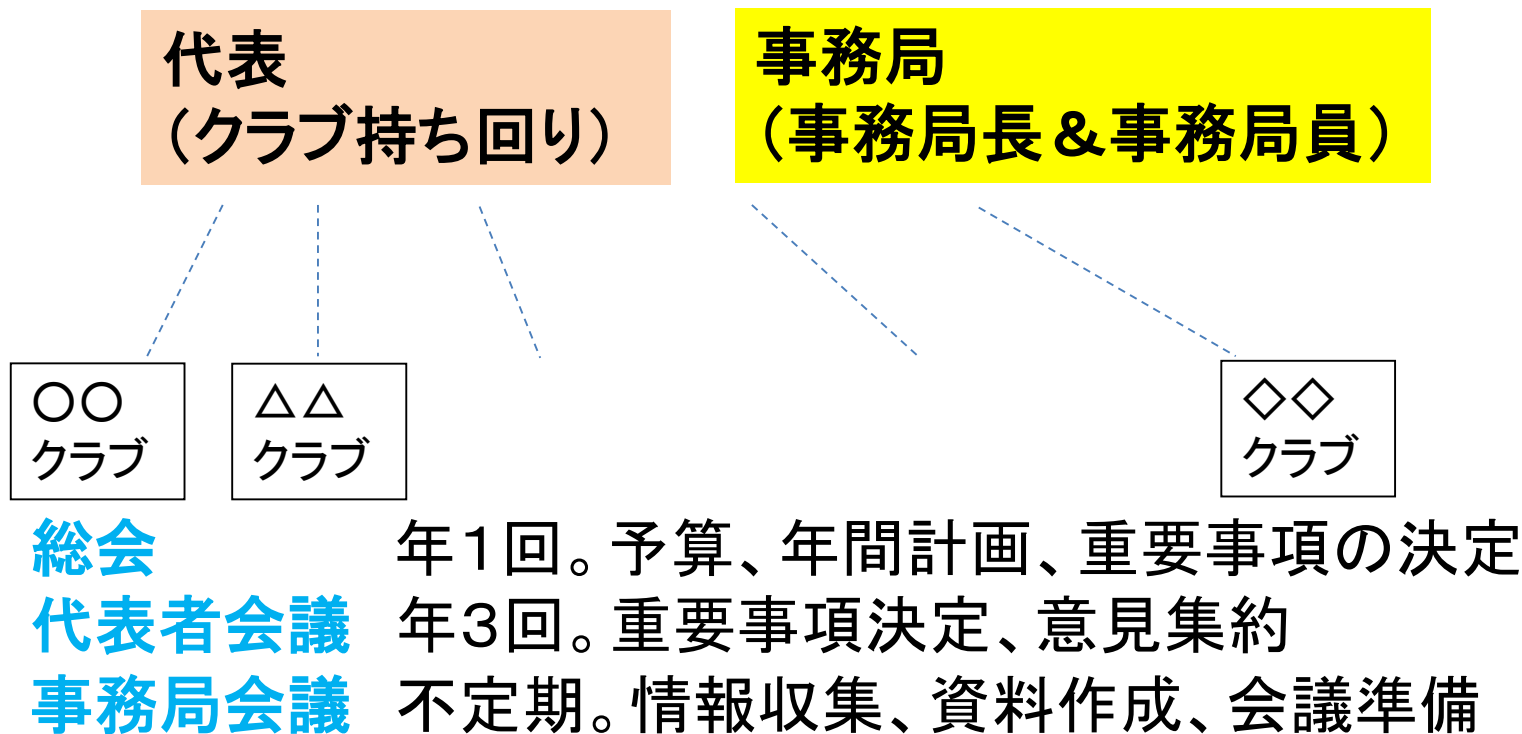 代表
（クラブ持ち回り）
事務局
（事務局長＆事務局員）
○○
クラブ
△△
クラブ
◇◇
クラブ
総会　年１回。予算、年間計画、重要事項の決定
代表者会議　年３回。重要事項決定、意見集約
事務局会議　不定期。情報収集、資料作成、会議準備